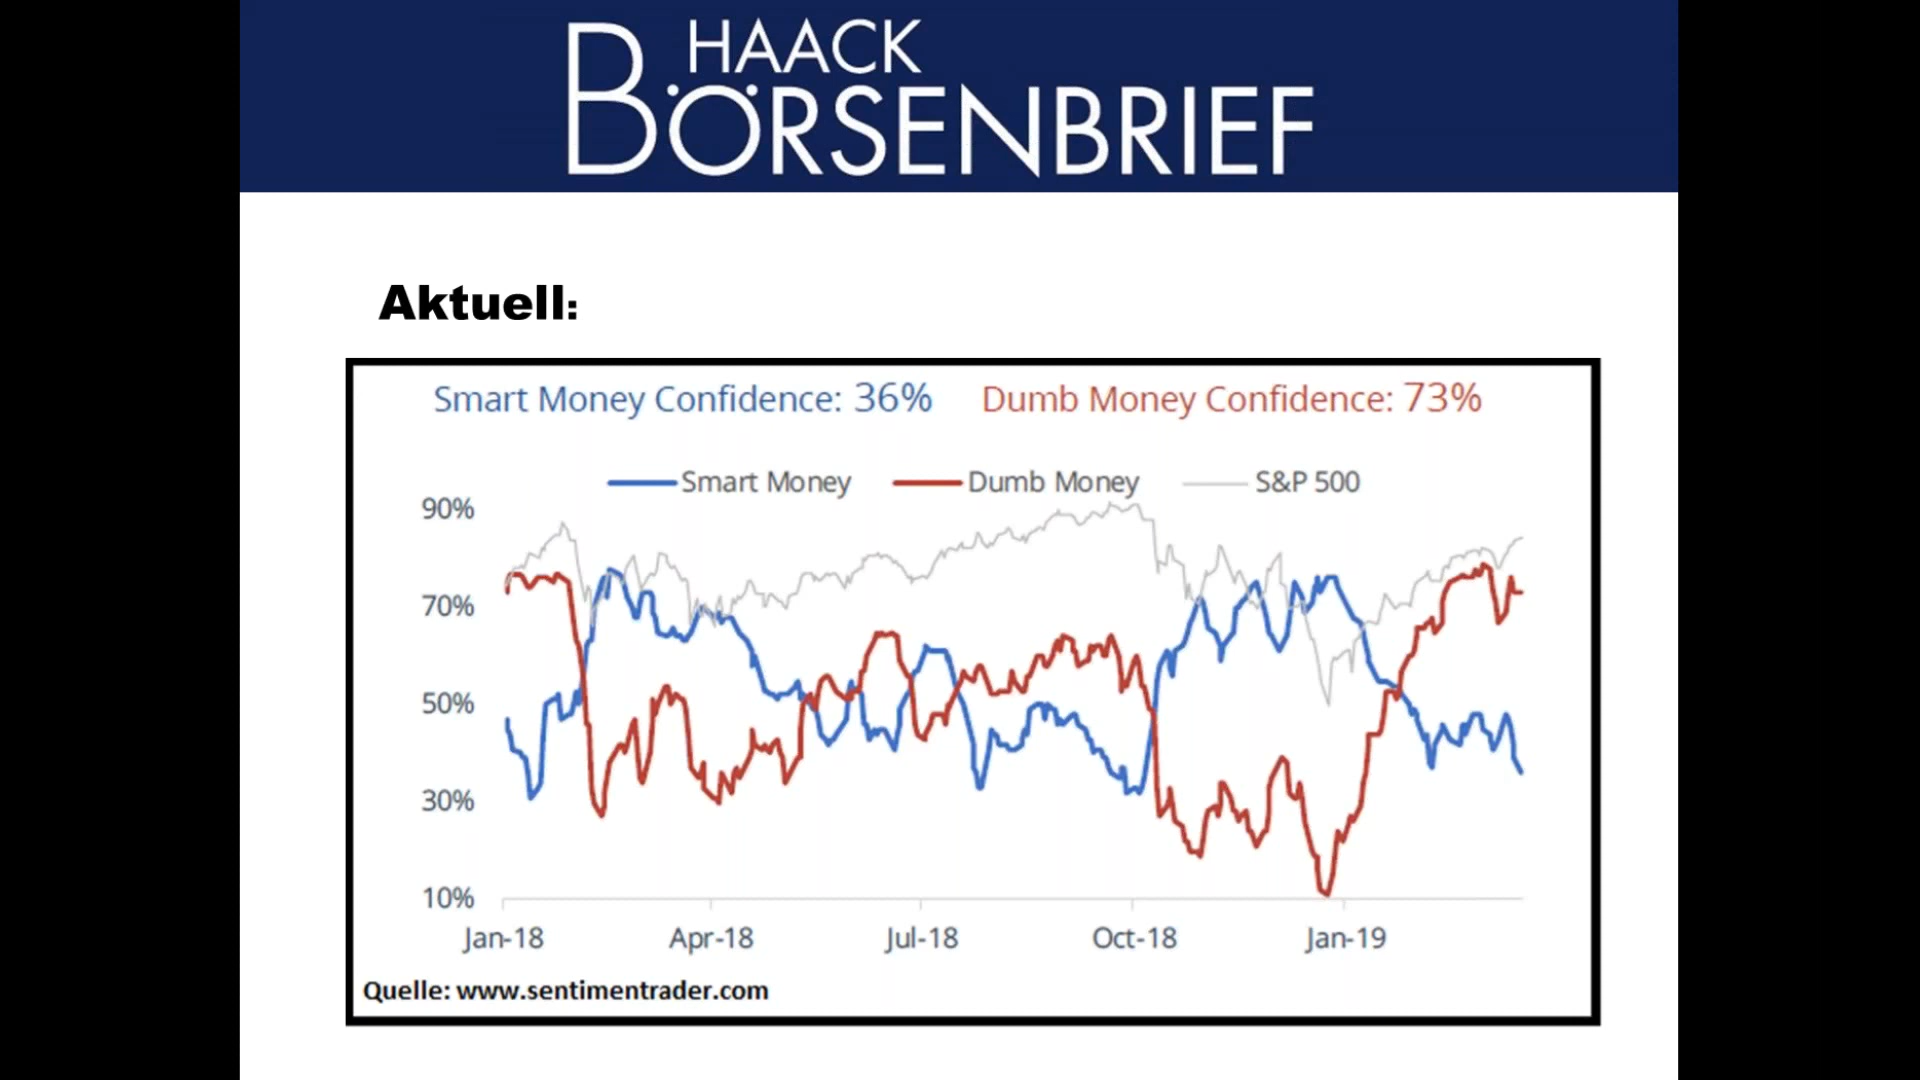 HAACK
BÖRSENBRIEF
Aktuell:
Smart Money Confidence: 36% Dumb Money Confidence: 73%
Smart Money Dumb Money S&P 500
90%
70%
50%
30%
10%
Jan-18 Apr-18 Jul-18 Oct-18 Jan-19
Quelle: www.sentimentrader.com